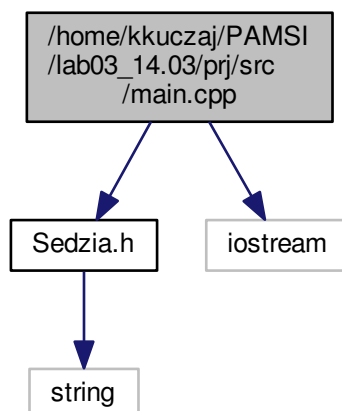 /home/kkuczaj/PAMSI
/lab03_14.03/prj/src
/main.cpp
Sedzia.h
iostream
string